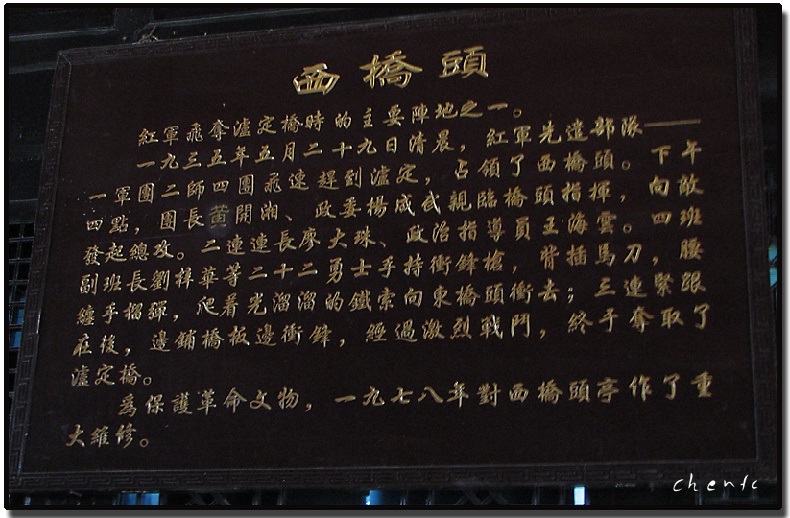 西橋頭
紅軍飛奪瀘定橋時的主要陣地之一。
一九三五年五月二十九日清晨，紅軍先遣部隊——
一軍團二師四團飛速趕到瀘定，占領了西橋頭。下午
四點，團長黃開湘、政委楊成武親臨橋頭指揮，向敵
發起總攻。二連連長廖大珠、政治指導員王海雲。四班
副班長劉梓華等二十二勇士手持衝鋒槍，背插馬刀，腰
纏手榴彈，爬着光溜溜的鐵索向東橋頭衝去；三連緊跟
在後，邊鋪橋板邊衝鋒，經過激烈戰鬥，終于奪取了
瀘定橋。
爲保護革命文物，一九七八年對西橋頭亭作了重
大維修。
chenfc